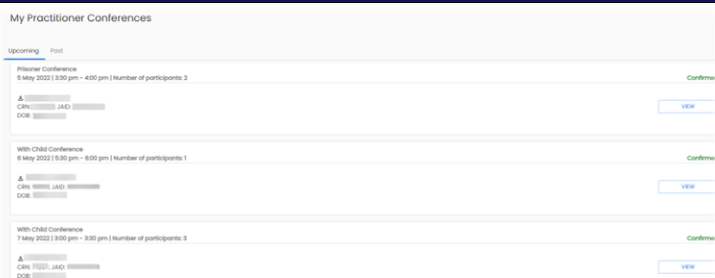 My Practitioner Conferences
Upcoming Past
Prisoner Conference
5 May 2022 | 3:30 pm - 4:00 pm | Number of participants: 2
Confirme
CRN: JAID:
DOB:
VIEW
With Child Conference
6 May 2022 | 5:30 pm - 6:00 pm | Number of participants: 1
Confirme
CRN: JAID:
DOB:
VIEW
With Child Conference
7 May 2022 | 3:00 pm - 3:30 pm | Number of participants: 3
Confirme
CRN: JAID:
DOB:
VIEW